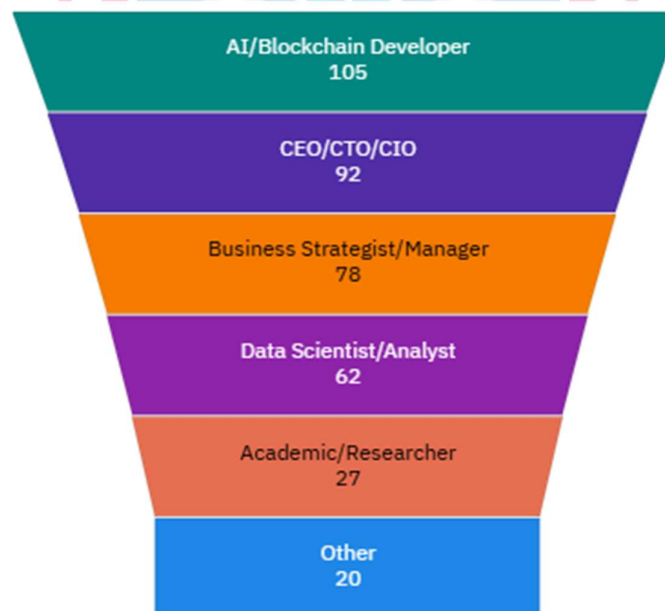 AI/Blockchain Developer
105
CEO/CTO/CIO
92
Business Strategist/Manager
78
Data Scientist/Analyst
62
Academic/Researcher
27
Other
20